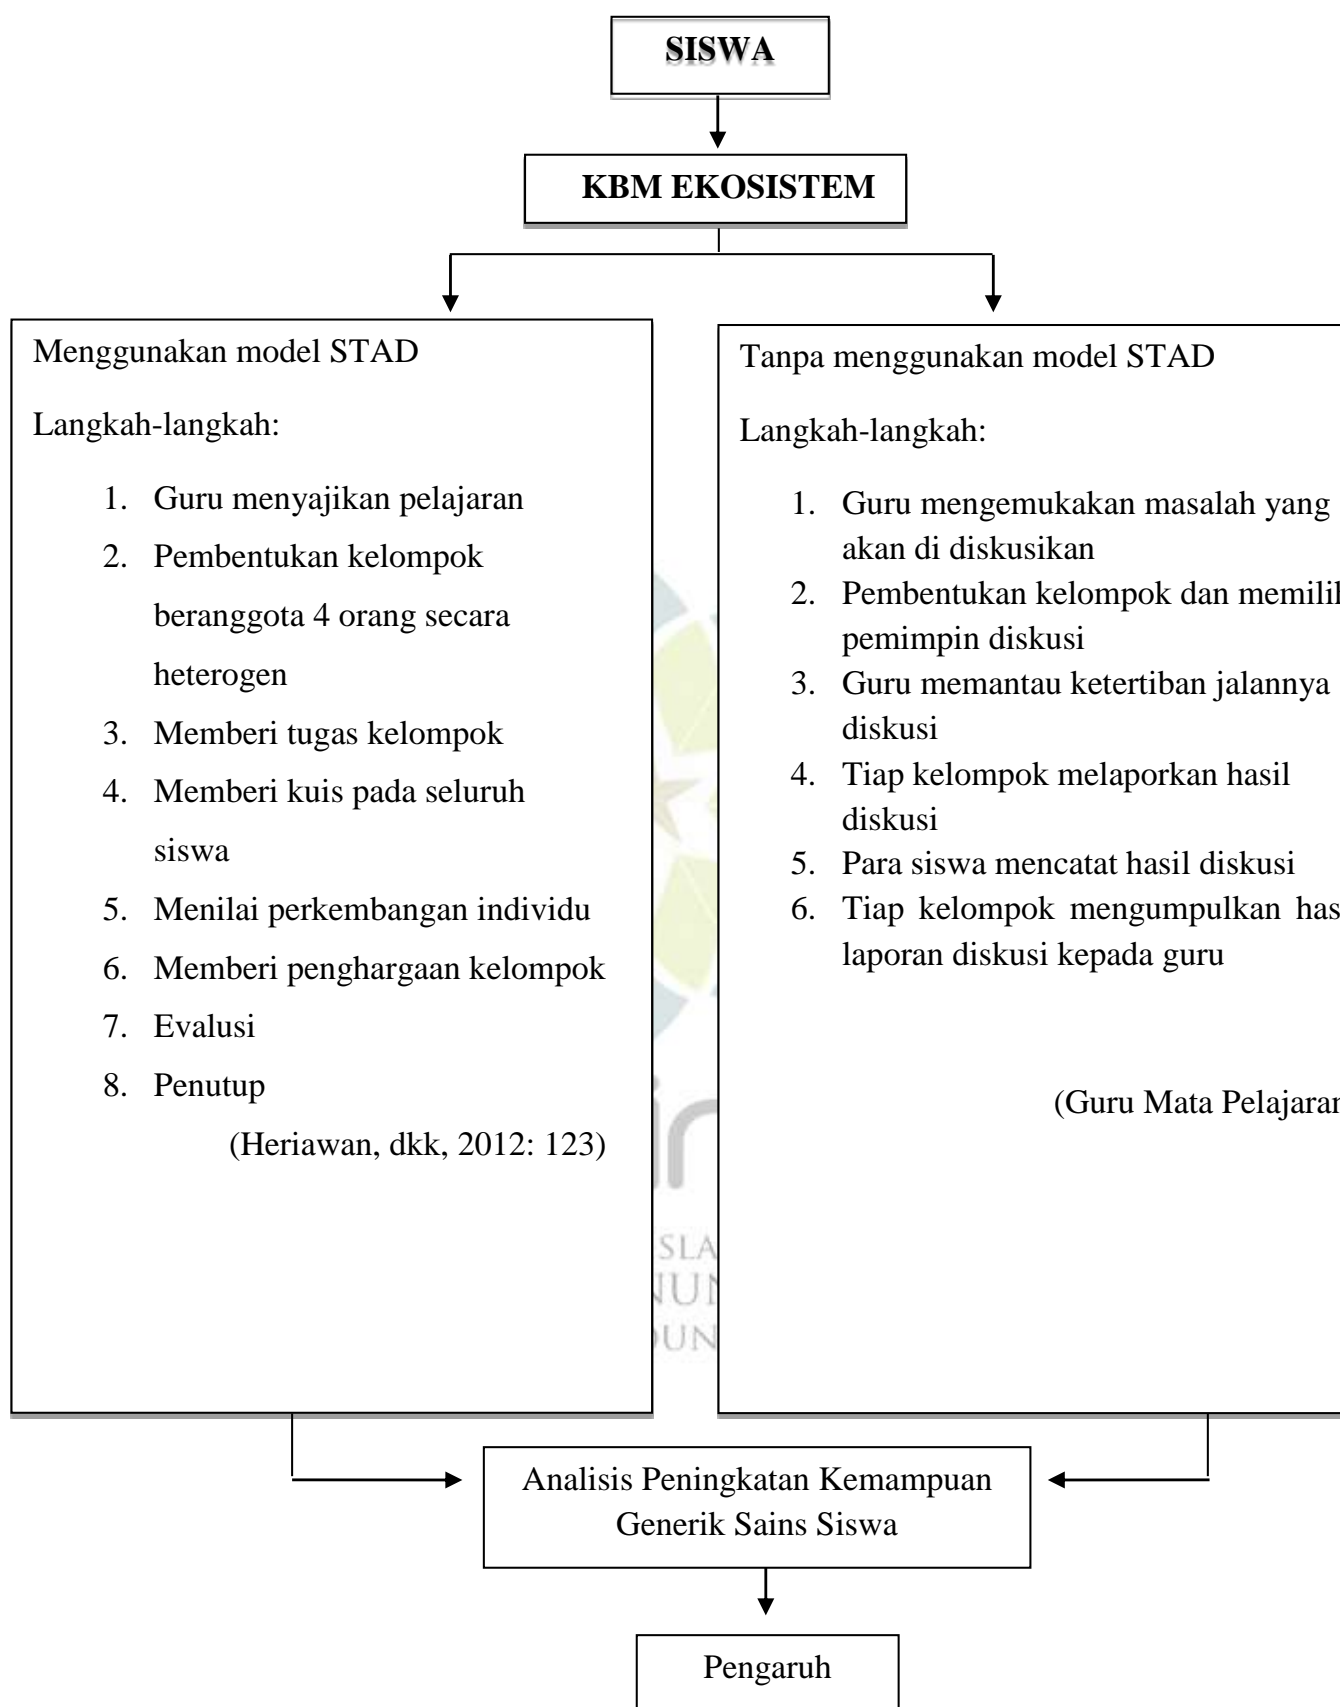 SISWA
KBM EKOSISTEM
Menggunakan model STAD
Langkah-langkah:
1. Guru menyajikan pelajaran
2. Pembentukan kelompok
beranggota 4 orang secara
heterogen
3. Memberi tugas kelompok
4. Memberi kuis pada seluruh
siswa
5. Menilai perkembangan individu
6. Memberi penghargaan kelompok
7. Evalusi
8. Penutup
(Heriawan, dkk, 2012: 123)
Tanpa menggunakan model STAD
Langkah-langkah:
1. Guru mengemukakan masalah yang
akan di diskusikan
2. Pembentukan kelompok dan memilih
pemimpin diskusi
3. Guru memantau ketertiban jalannya
diskusi
4. Tiap kelompok melaporkan hasil
diskusi
5. Para siswa mencatat hasil diskusi
6. Tiap kelompok mengumpulkan has
laporan diskusi kepada guru
(Guru Mata Pelajaran
Analisis Peningkatan Kemampuan
Generik Sains Siswa
Pengaruh